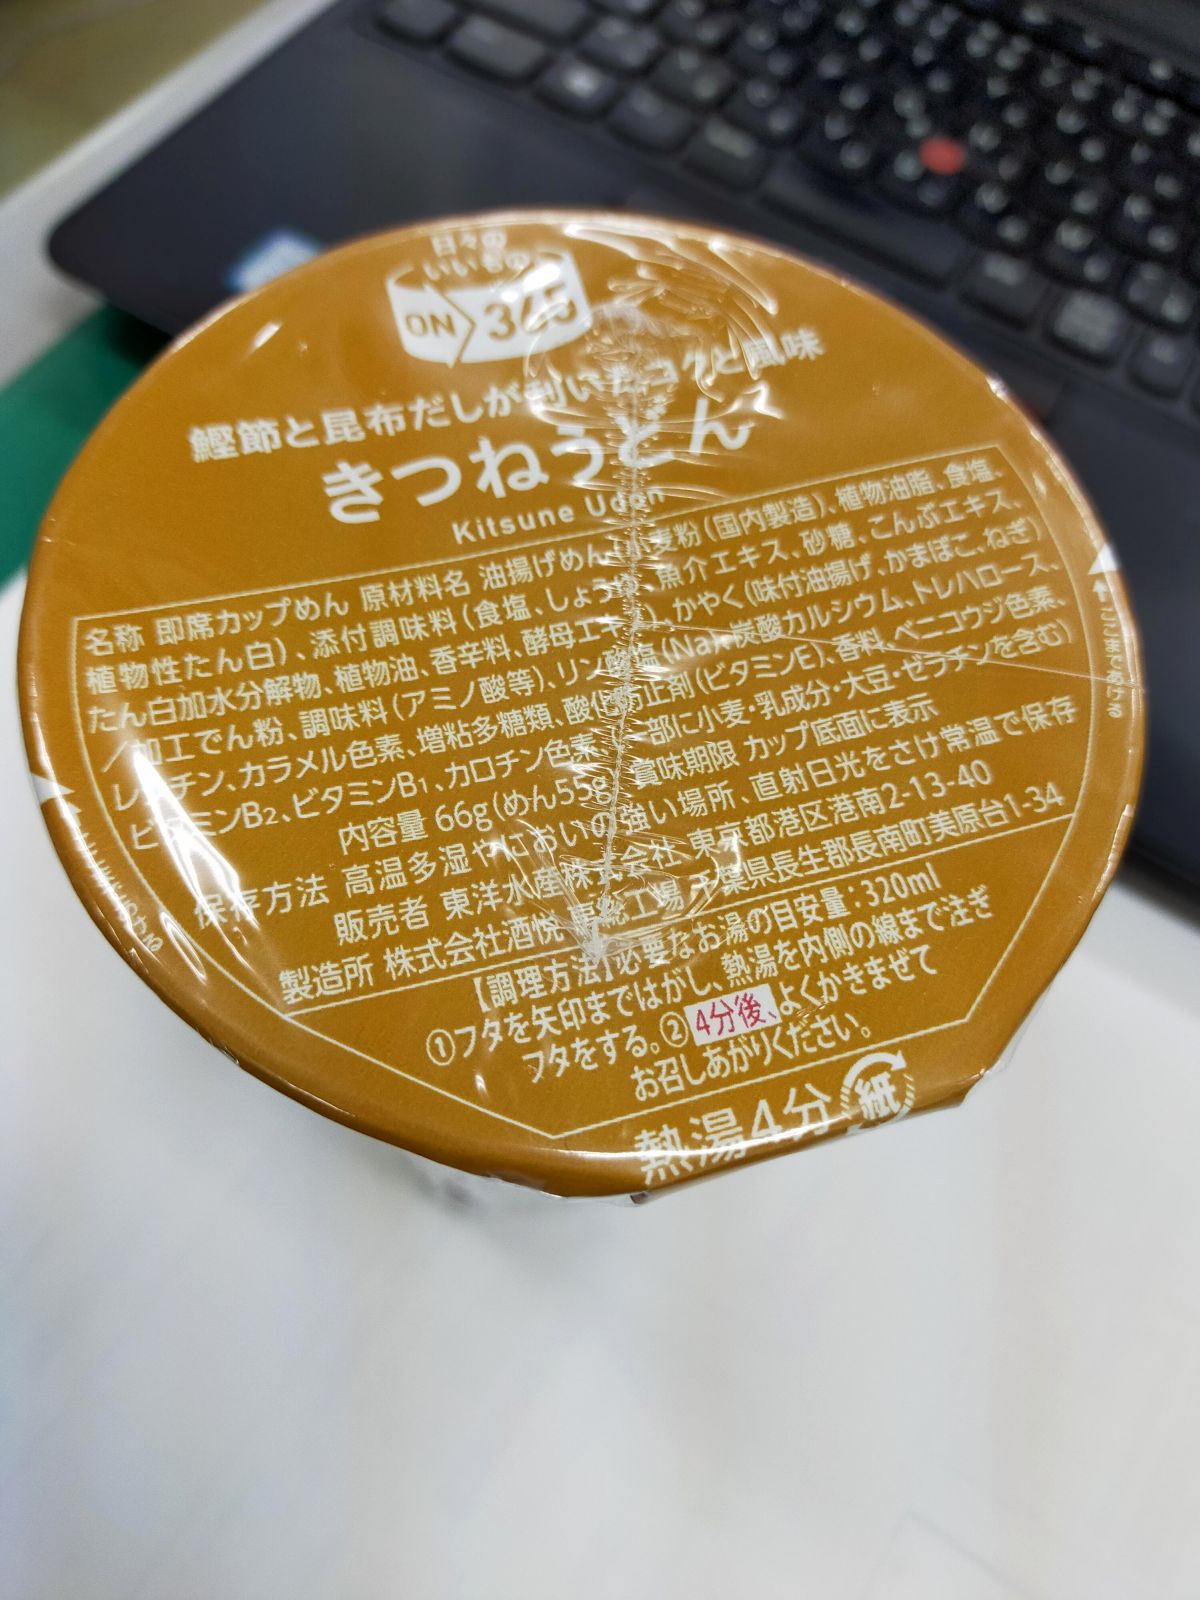 日々の
いいもの
ON 365
鰹節と昆布だしが利いたコクと風味
きつねうどん
Kitsune Udon
名称 即席カップめん 原材料名 油揚げめん(小麦粉(国内製造)、植物油脂、食塩、
植物性たん白)、添付調味料(食塩、しょうゆ、魚介エキス、砂糖、こんぶエキス、
たん白加水分解物、植物油、香辛料、酵母エキス)、かやく(味付油揚げ、かまぼこ、ねぎ)
/加工でん粉、調味料(アミノ酸等)、リン酸塩(Na)、炭酸カルシウム、トレハロース、
レシチン、カラメル色素、増粘多糖類、酸化防止剤(ビタミンE)、香料、ベニコウジ色素、
ビタミンB2、ビタミンB1、カロチン色素、(一部に小麦・乳成分・大豆・ゼラチンを含む)
内容量 66g(めん55g) 賞味期限 カップ底面に表示
保存方法 高温多湿やにおいの強い場所、直射日光をさけ常温で保存
販売者 東洋水産株式会社 東京都港区港南2-13-40
製造所 株式会社酒悦 房総工場 千葉県長生郡長南町美原台1-34
【調理方法】必要なお湯の目安量:320ml
①フタを矢印まではがし、熱湯を内側の線まで注ぎ
フタをする。②4分後、よくかきまぜて
お召しあがりください。
熱湯4分
紙
ここまであける
ここまであける